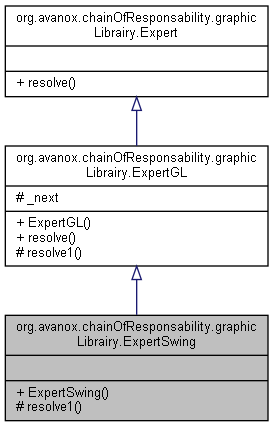 org.avanox.chainOfResponsability.graphic
Librairy.Expert
+ resolve()
org.avanox.chainOfResponsability.graphic
Librairy.ExpertGL
# _next
+ ExpertGL()
+ resolve()
# resolve1()
org.avanox.chainOfResponsability.graphic
Librairy.ExpertSwing
+ ExpertSwing()
# resolve1()